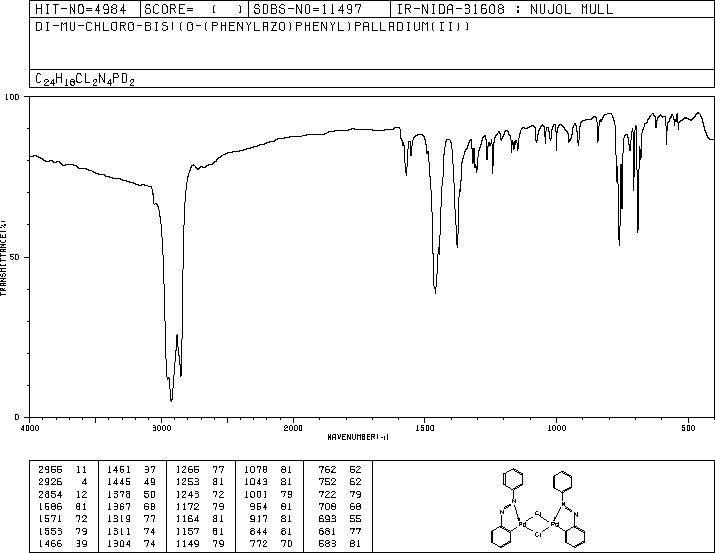 HIT-NO=4984 SCORE= ( ) SDBS-NO=11497 IR-NIDA-31608 : NUJOL MULL
DI-MU-CHLORO-BIS((O-(PHENYLAZO)PHENYL)PALLADIUM(II))
C24H18CL2N4PD2
100
50
0
TRANSMITTANCE(%)
4000 3000 2000 1500 1000 500
WAVENUMBER(-1)
2955 11 1461 37 1266 77 1078 81 762 52
2926 4 1445 49 1253 81 1043 81 752 62
2854 12 1378 50 1243 72 1001 79 722 79
1586 81 1367 68 1172 79 954 81 708 68
1571 72 1319 77 1164 81 917 81 693 55
1553 79 1311 74 1157 81 844 81 681 77
1466 39 1304 74 1149 79 772 70 583 81
N N
N N
Pd Cl Pd
Cl